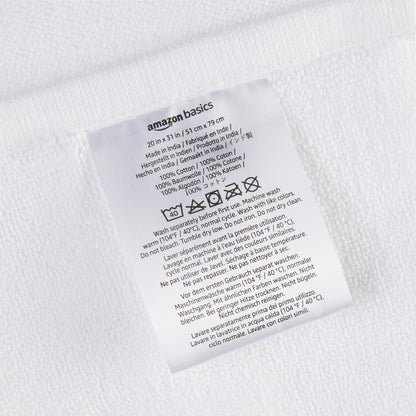 amazon basics
20 in x 31 in / 51 cm x 79 cm
Made in India / Fabriqué en Inde /
Hergestellt in Indien / Prodotto in India /
Hecho en India / Gemaakt in India / インド製
100% Cotton / 100% Coton /
100% Baumwolle / 100% Cotone /
100% Algodón / 100% Katoen /
100% コットン
40
Wash separately before first use. Machine wash
warm (104°F / 40°C), normal cycle. Wash with like colors.
Do not bleach. Tumble dry low. Do not iron. Do not dry clean.
Laver séparément avant la première utilisation.
Lavage en machine à l'eau tiède (104 °F / 40 °C),
cycle normal. Laver avec des couleurs similaires.
Ne pas utiliser de Javel. Séchage à basse température.
Ne pas repasser. Ne pas nettoyer à sec.
Vor dem ersten Gebrauch separat waschen.
Maschinenwäsche warm (104 °F / 40 °C), normaler
Waschgang. Mit ähnlichen Farben waschen. Nicht
bleichen. Bei geringer Hitze trocknen. Nicht bügeln.
Nicht chemisch reinigen.
Lavare separatamente prima del primo utilizzo.
Lavare in lavatrice in acqua calda (104 °F / 40 °C),
ciclo normale. Lavare con colori simili.